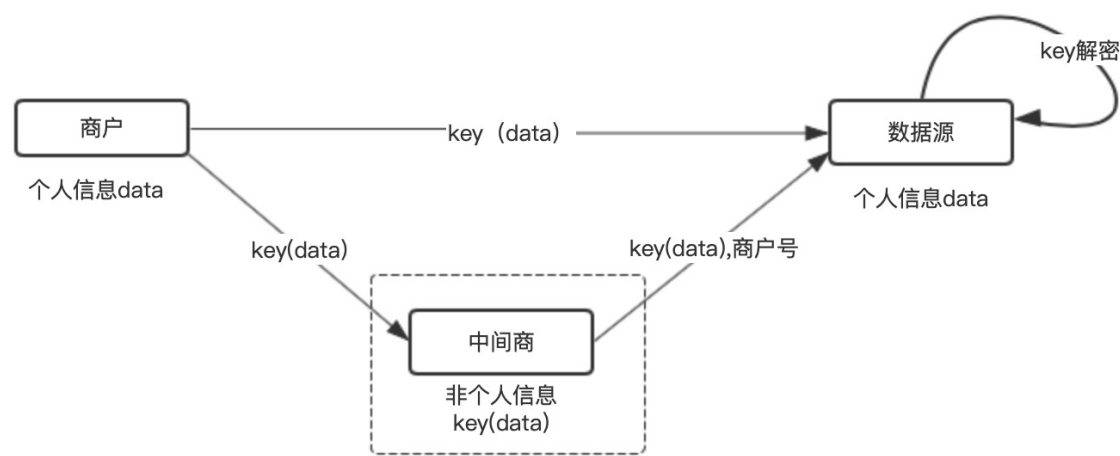 key解密
商户
key（data）
数据源
个人信息data
个人信息data
key(data)
key(data),商户号
中间商
非个人信息
key(data)